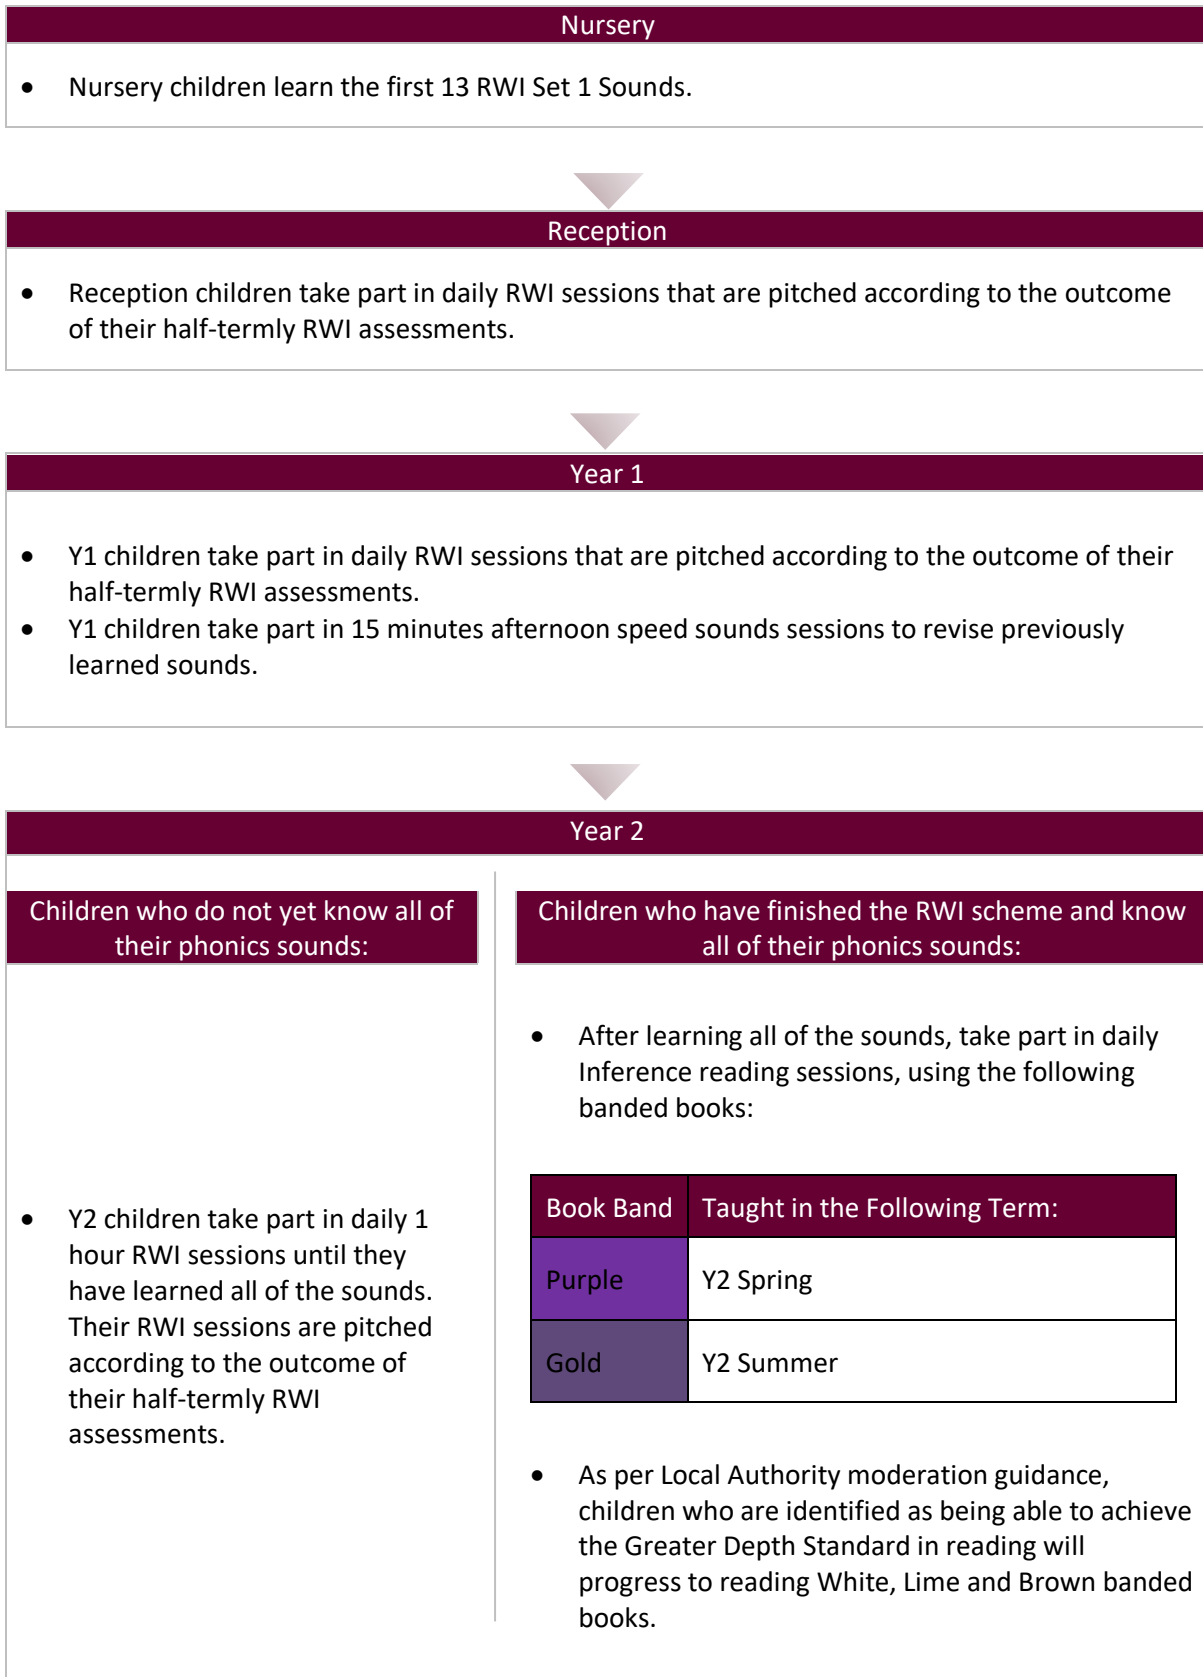 Nursery
• Nursery children learn the first 13 RWI Set 1 Sounds.
Reception
• Reception children take part in daily RWI sessions that are pitched according to the outcome
of their half-termly RWI assessments.
Year 1
• Y1 children take part in daily RWI sessions that are pitched according to the outcome of their
half-termly RWI assessments.
• Y1 children take part in 15 minutes afternoon speed sounds sessions to revise previously
learned sounds.
Year 2
Children who do not yet know all of
their phonics sounds:
• Y2 children take part in daily 1
hour RWI sessions until they
have learned all of the sounds.
Their RWI sessions are pitched
according to the outcome of
their half-termly RWI
assessments.
Children who have finished the RWI scheme and know
all of their phonics sounds:
• After learning all of the sounds, take part in daily
Inference reading sessions, using the following
banded books:
Book Band Taught in the Following Term:
Purple Y2 Spring
Gold Y2 Summer
• As per Local Authority moderation guidance,
children who are identified as being able to achieve
the Greater Depth Standard in reading will
progress to reading White, Lime and Brown banded
books.